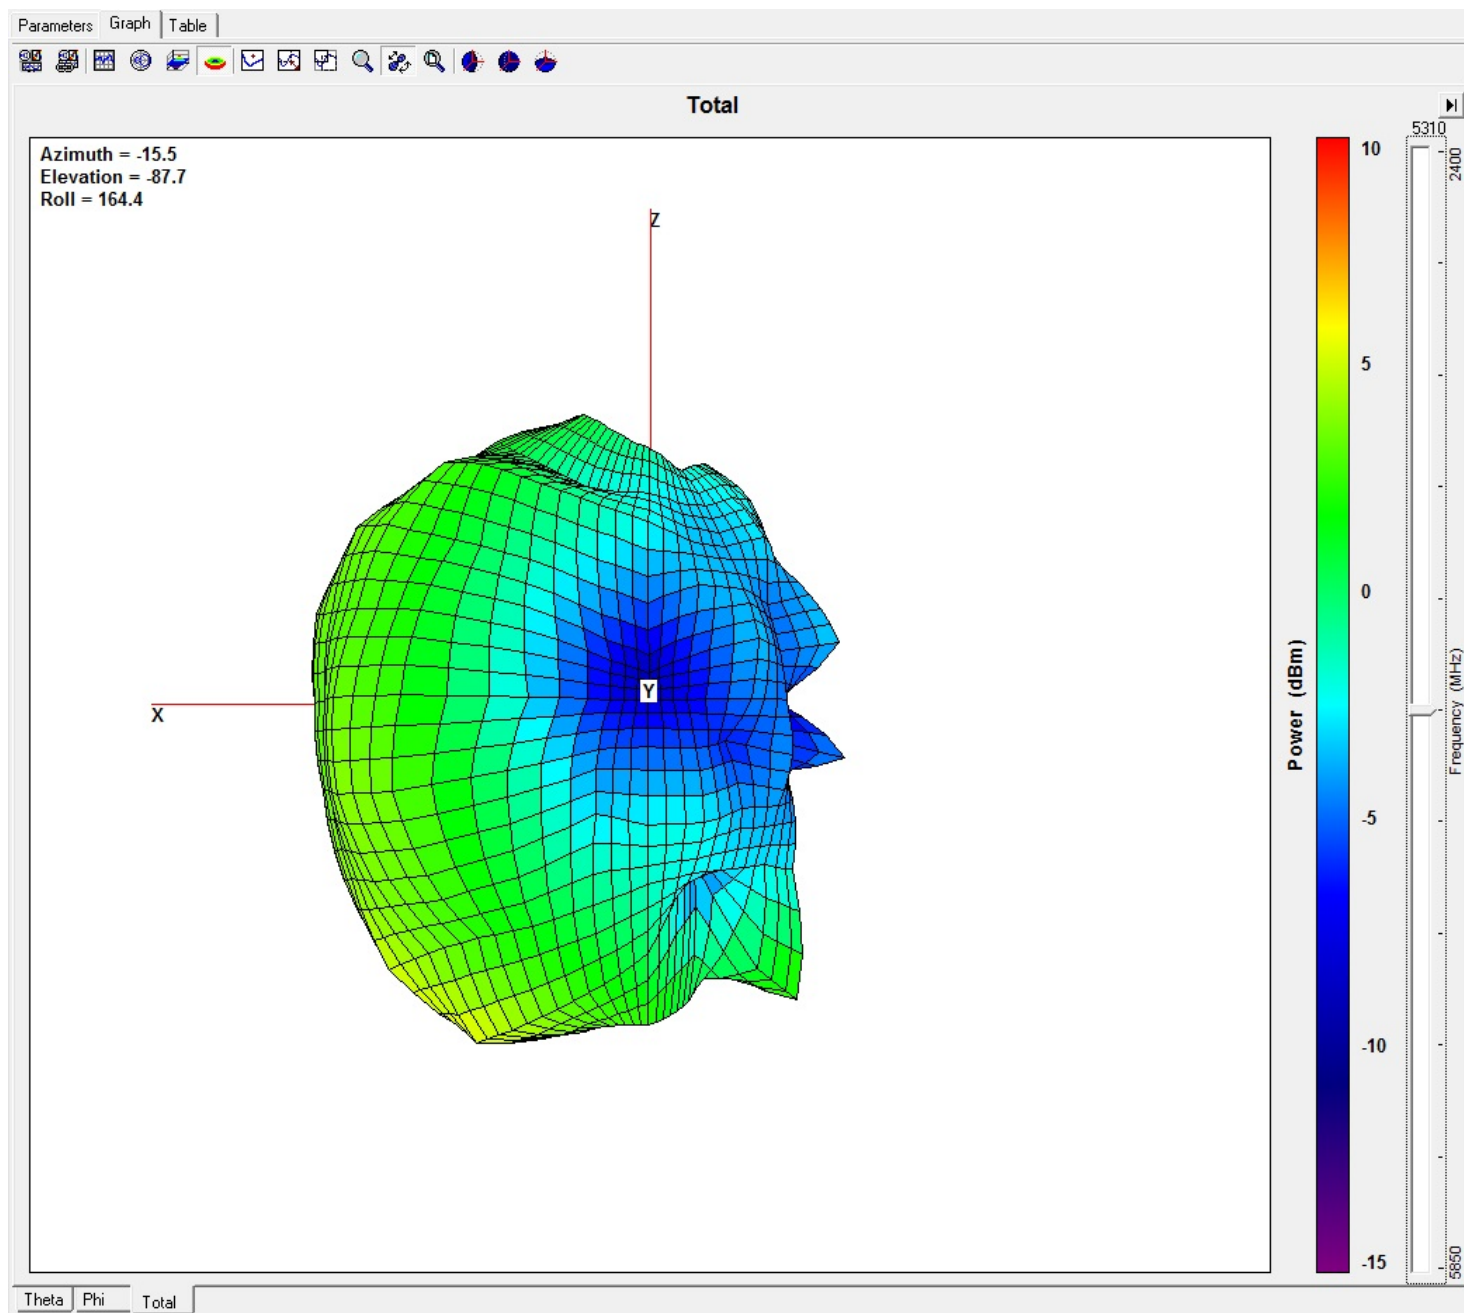 Parameters Graph Table
Total
5310
Azimuth = -15.5
Elevation = -87.7
Roll = 164.4
Z
X
Y
10
5
0
-5
-10
-15
Power (dBm)
2400
Frequency (MHz)
5850
Theta Phi Total